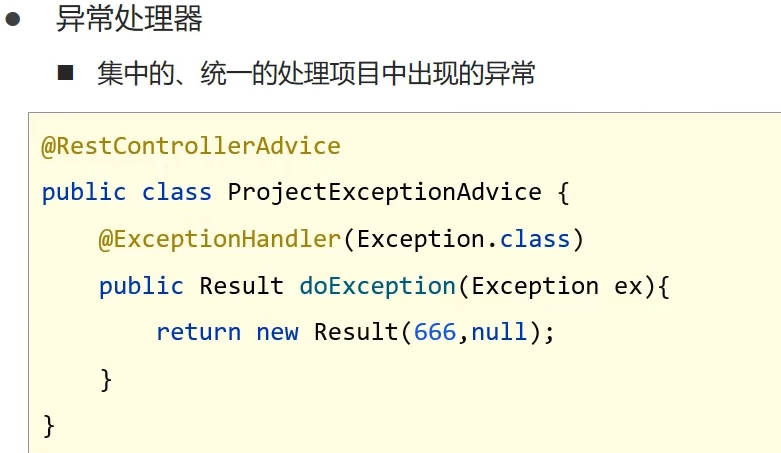 ● 异常处理器
■ 集中的、统一的处理项目中出现的异常
@RestControllerAdvice
public class ProjectExceptionAdvice {
    @ExceptionHandler(Exception.class)
    public Result doException(Exception ex){
        return new Result(666,null);
    }
}